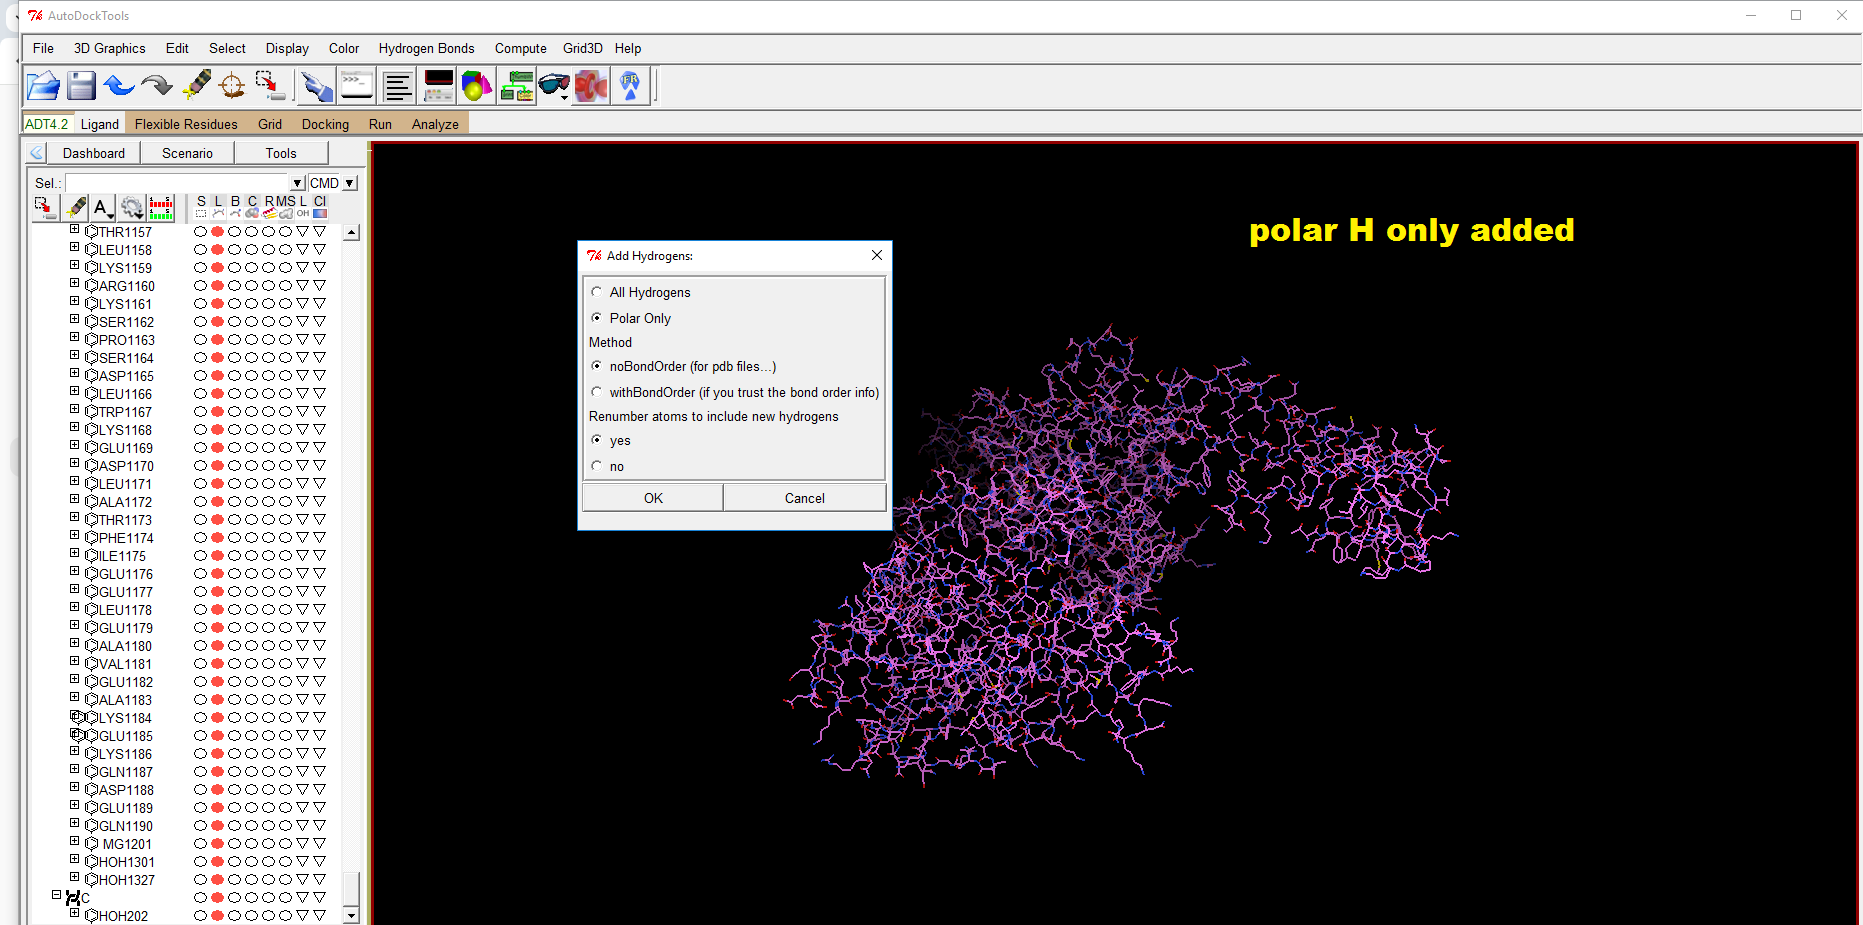 AutoDockTools
File 3D Graphics Edit Select Display Color Hydrogen Bonds Compute Grid3D Help
>>>
FR
ADT4.2 Ligand Flexible Residues Grid Docking Run Analyze
Dashboard Scenario Tools
Sel.: CMD
A S L B C R MS L Cl
OH
THR1157
LEU1158
LYS1159
ARG1160
LYS1161
SER1162
PRO1163
SER1164
ASP1165
LEU1166
TRP1167
LYS1168
GLU1169
ASP1170
LEU1171
ALA1172
THR1173
PHE1174
ILE1175
GLU1176
GLU1177
LEU1178
GLU1179
ALA1180
VAL1181
GLU1182
ALA1183
LYS1184
GLU1185
LYS1186
GLN1187
ASP1188
GLU1189
GLN1190
MG1201
HOH1301
HOH1327
C
HOH202
Add Hydrogens:
All Hydrogens
Polar Only
Method
noBondOrder (for pdb files...)
withBondOrder (if you trust the bond order info)
Renumber atoms to include new hydrogens
yes
no
OK Cancel
polar H only added